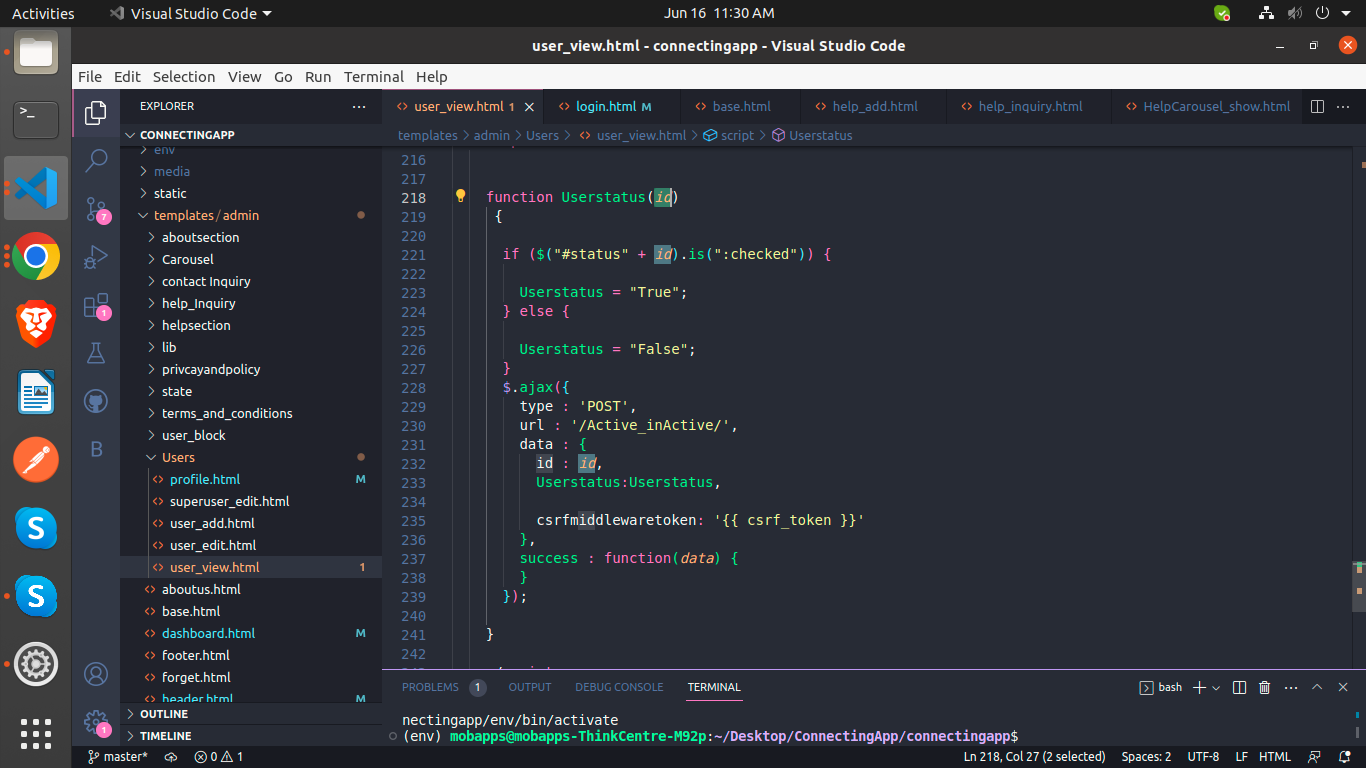 Activities
Visual Studio Code
Jun 16 11:30 AM
user_view.html - connectingapp - Visual Studio Code
File Edit Selection View Go Run Terminal Help
EXPLORER
user_view.html 1
login.html M
base.html
help_add.html
help_inquiry.html
HelpCarousel_show.html
CONNECTINGAPP
templates > admin > Users > user_view.html > script > Userstatus
env
media
static
templates/admin
aboutsection
Carousel
contact Inquiry
help_Inquiry
helpsection
lib
privcayandpolicy
state
terms_and_conditions
user_block
Users
profile.html M
superuser_edit.html
user_add.html
user_edit.html
user_view.html 1
aboutus.html
base.html
dashboard.html M
footer.html
forget.html
header.html M
OUTLINE
TIMELINE
7
1
B
1
216
217
218 function Userstatus(id)
219 {
220
221 if ($("#status" + id).is(":checked")) {
222
223 Userstatus = "True";
224 } else {
225
226 Userstatus = "False";
227 }
228 $.ajax({
229 type : 'POST',
230 url : '/Active_inActive/',
231 data : {
232 id : id,
233 Userstatus:Userstatus,
234
235 csrfmiddlewaretoken: '{{ csrf_token }}'
236 },
237 success : function(data) {
238 }
239 });
240
241 }
242
PROBLEMS 1 OUTPUT DEBUG CONSOLE TERMINAL
bash
nectingapp/env/bin/activate
(env) mobapps@mobapps-ThinkCentre-M92p:~/Desktop/ConnectingApp/connectingapp$
master* 0 1
Ln 218, Col 27 (2 selected) Spaces: 2 UTF-8 LF HTML